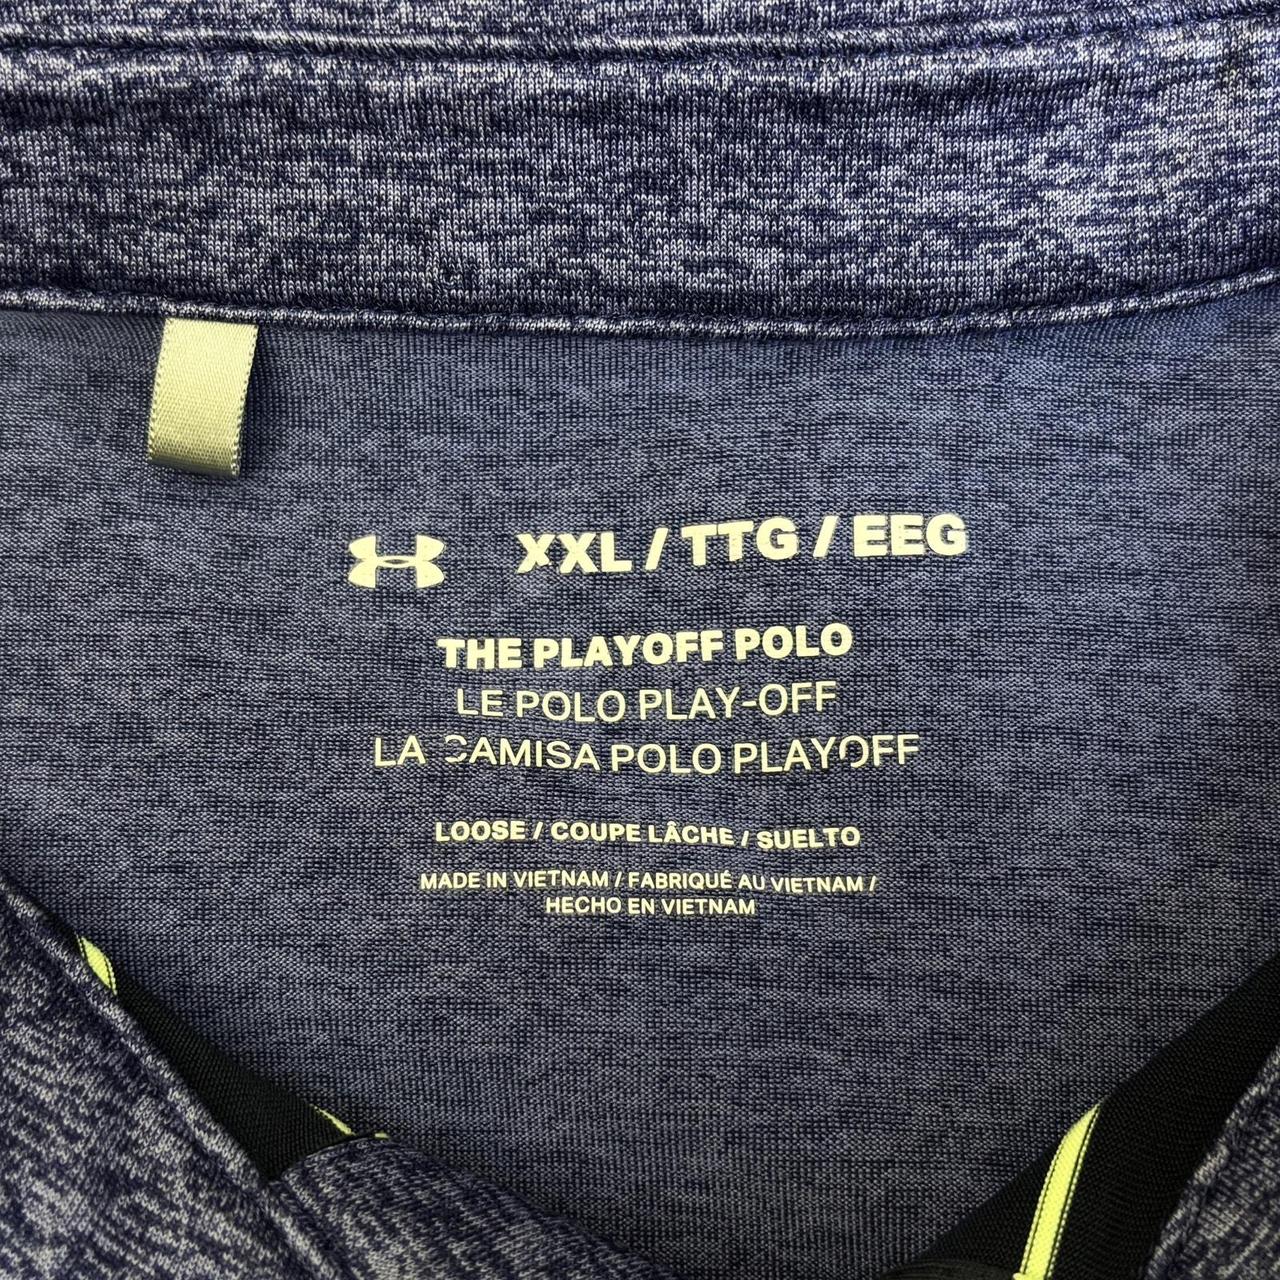 XXL / TTG / EEG
THE PLAYOFF POLO
LE POLO PLAY-OFF
LA CAMISA POLO PLAYOFF
LOOSE / COUPE LÂCHE / SUELTO
MADE IN VIETNAM / FABRIQUÉ AU VIETNAM /
HECHO EN VIETNAM